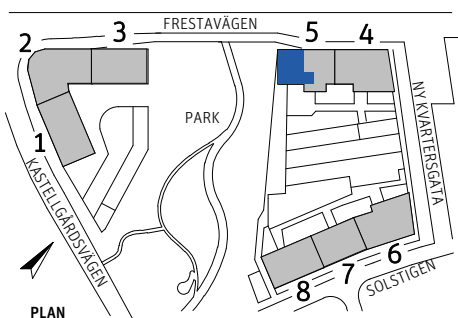 FRESTAVÄGEN
2
3
5
4
PARK
1
NY KVARTERSGATA
KASTELLGÅRDSVÄGEN
6
7
8
SOLSTIGEN
PLAN